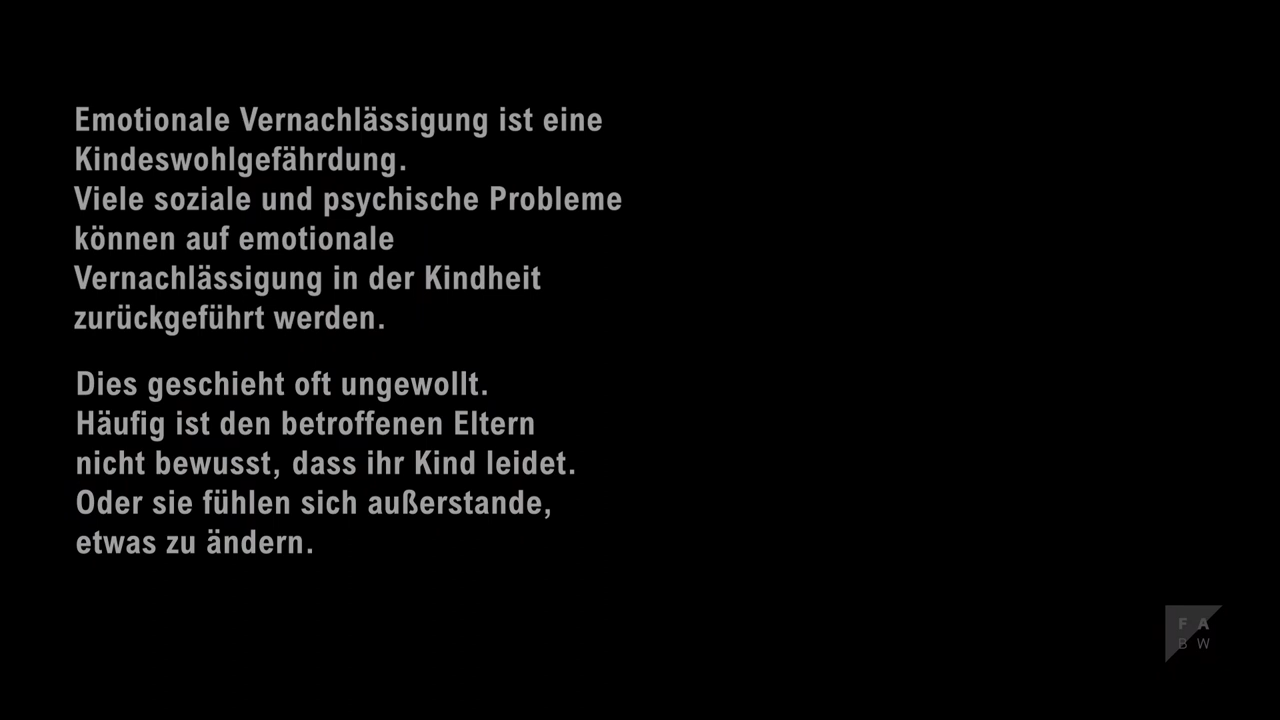 Emotionale Vernachlässigung ist eine
Kindeswohlgefährdung.
Viele soziale und psychische Probleme
können auf emotionale
Vernachlässigung in der Kindheit
zurückgeführt werden.
Dies geschieht oft ungewollt.
Häufig ist den betroffenen Eltern
nicht bewusst, dass ihr Kind leidet.
Oder sie fühlen sich außerstande,
etwas zu ändern.
F A
B W